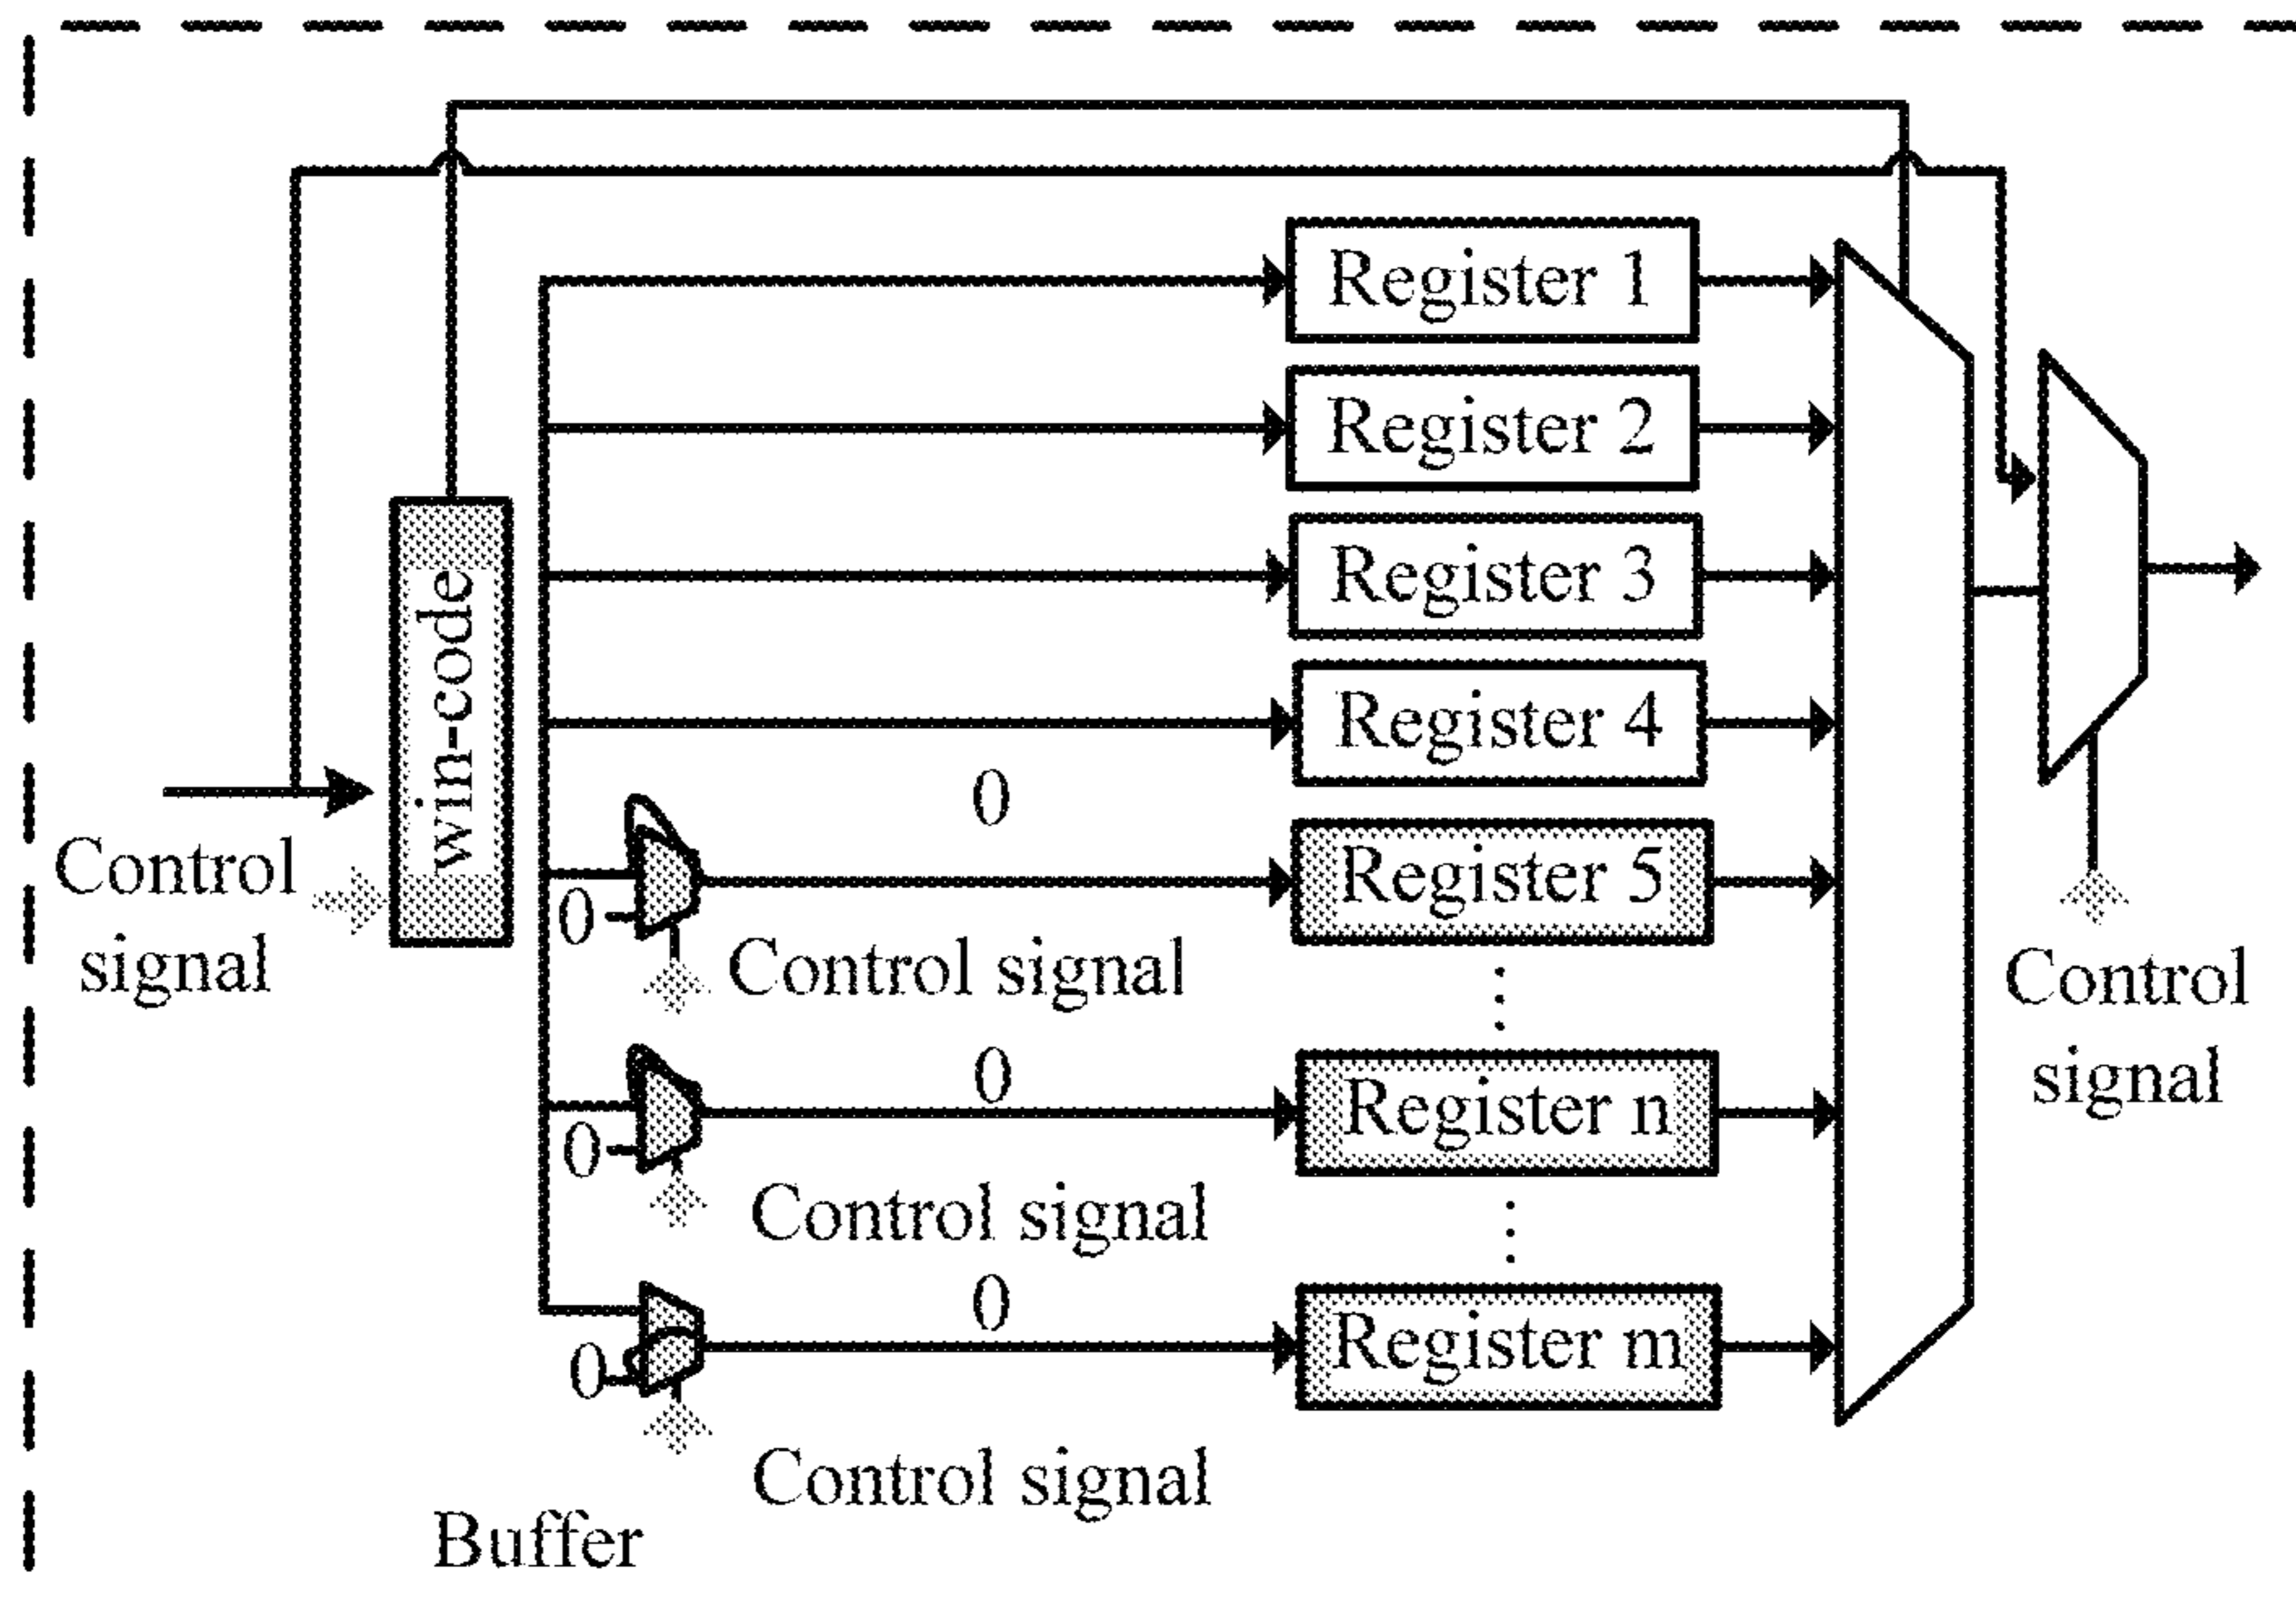 Register 1
Register 2
Register 3
Register 4
win-code
Control
signal
0
Register 5
0
Control signal
Control
signal
0
Register n
0
Control signal
0
Register m
0
Control signal
Buffer